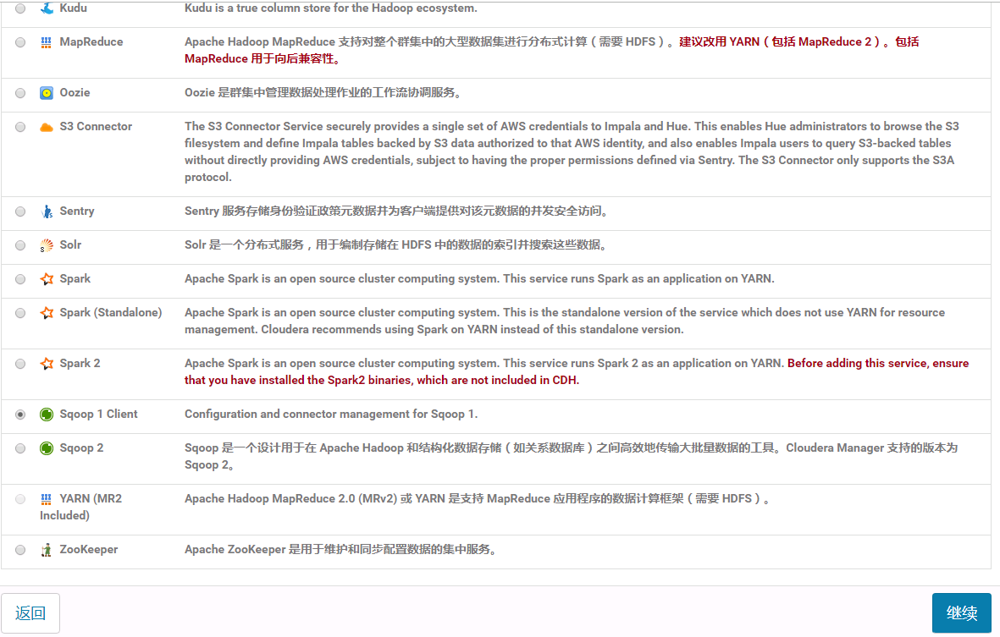 Kudu Kudu is a true column store for the Hadoop ecosystem.
MapReduce Apache Hadoop MapReduce 支持对整个群集中的大型数据集进行分布式计算（需要 HDFS）。建议改用 YARN（包括 MapReduce 2）。包括
MapReduce 用于向后兼容性。
Oozie Oozie 是群集中管理数据处理作业的工作流协调服务。
S3 Connector The S3 Connector Service securely provides a single set of AWS credentials to Impala and Hue. This enables Hue administrators to browse the S3
filesystem and define Impala tables backed by S3 data authorized to that AWS identity, and also enables Impala users to query S3-backed tables
without directly providing AWS credentials, subject to having the proper permissions defined via Sentry. The S3 Connector only supports the S3A
protocol.
Sentry Sentry 服务存储身份验证政策元数据并为客户端提供对该元数据的并发安全访问。
Solr Solr 是一个分布式服务，用于编制存储在 HDFS 中的数据的索引并搜索这些数据。
Spark Apache Spark is an open source cluster computing system. This service runs Spark as an application on YARN.
Spark (Standalone) Apache Spark is an open source cluster computing system. This is the standalone version of the service which does not use YARN for resource
management. Cloudera recommends using Spark on YARN instead of this standalone version.
Spark 2 Apache Spark is an open source cluster computing system. This service runs Spark 2 as an application on YARN. Before adding this service, ensure
that you have installed the Spark2 binaries, which are not included in CDH.
Sqoop 1 Client Configuration and connector management for Sqoop 1.
Sqoop 2 Sqoop 是一个设计用于在 Apache Hadoop 和结构化数据存储（如关系数据库）之间高效地传输大批量数据的工具。Cloudera Manager 支持的版本为
Sqoop 2。
YARN (MR2 Apache Hadoop MapReduce 2.0 (MRv2) 或 YARN 是支持 MapReduce 应用程序的数据计算框架（需要 HDFS）。
Included)
ZooKeeper Apache ZooKeeper 是用于维护和同步配置数据的集中服务。
返回 继续